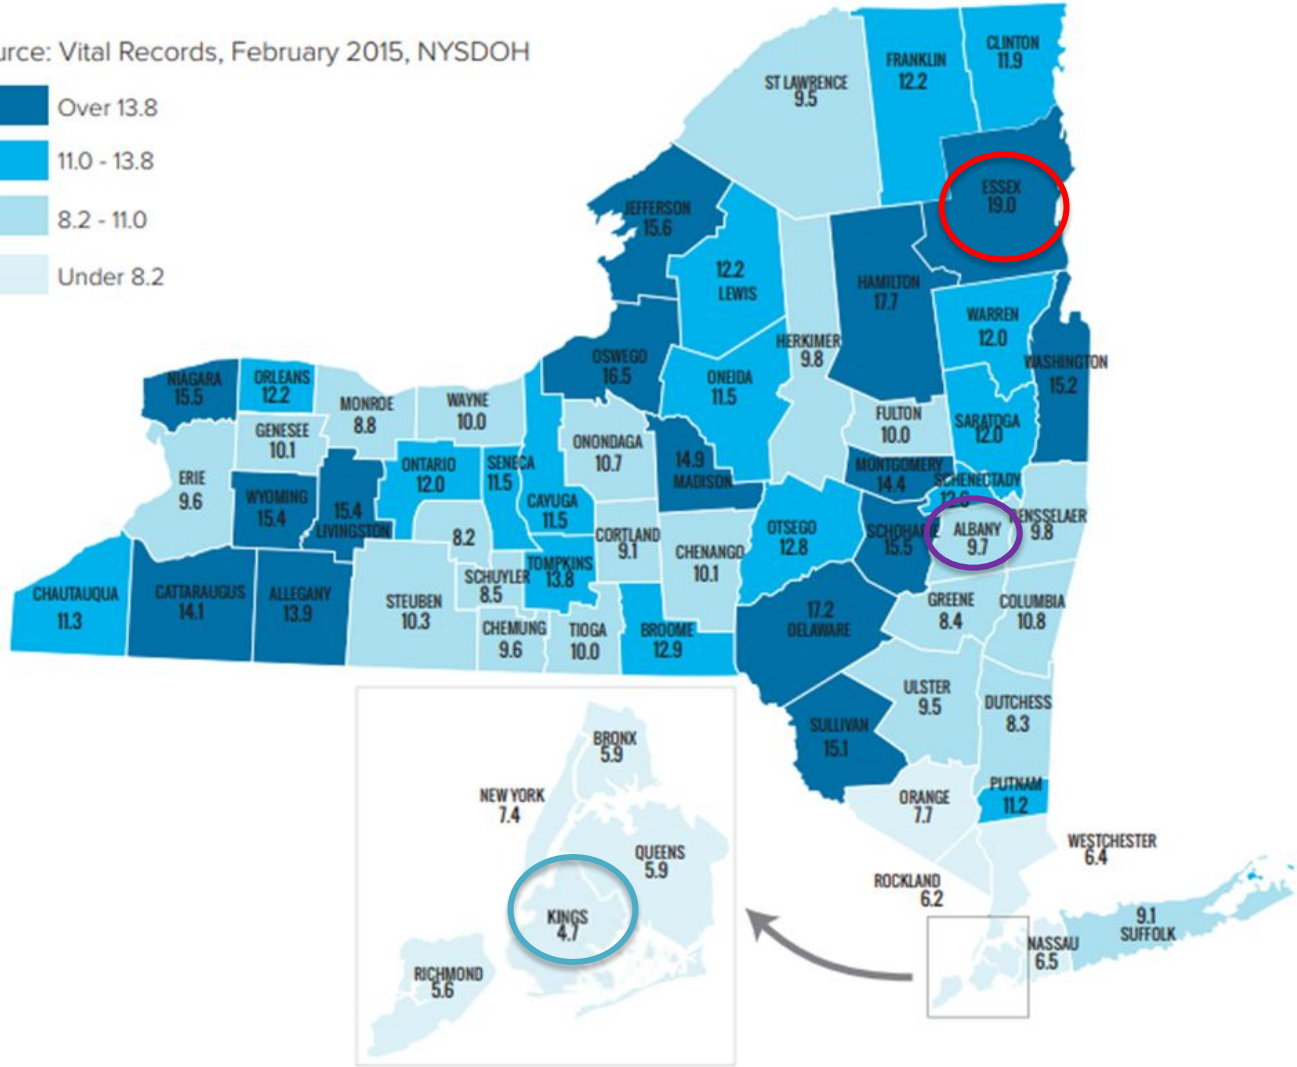 urce: Vital Records, February 2015, NYSDOH
Over 13.8
11.0 - 13.8
8.2 - 11.0
Under 8.2
ST LAWRENCE
9.5
FRANKLIN
12.2
CLINTON
11.9
ESSEX
19.0
JEFFERSON
15.6
12.2
LEWIS
HAMILTON
17.7
WARREN
12.0
WASHINGTON
15.2
HERKIMER
9.8
OSWEGO
16.5
ONEIDA
11.5
NIAGARA
15.5
ORLEANS
12.2
MONROE
8.8
WAYNE
10.0
GENESEE
10.1
FULTON
10.0
SARATOGA
12.0
ONONDAGA
10.7
14.9
MADISON
MONTGOMERY
14.4
SCHENECTADY
ERIE
9.6
WYOMING
15.4
15.4
LIVINGSTON
ONTARIO
12.0
SENECA
11.5
CAYUGA
11.5
OTSEGO
12.8
SCHOHARIE
15.5
ALBANY
9.7
RENSSELAER
9.8
8.2
CORTLAND
9.1
CHENANGO
10.1
TOMPKINS
13.8
SCHUYLER
8.5
CHAUTAUQUA
11.3
CATTARAUGUS
14.1
ALLEGANY
13.9
STEUBEN
10.3
CHEMUNG
9.6
TIOGA
10.0
BROOME
12.9
17.2
DELAWARE
GREENE
8.4
COLUMBIA
10.8
ULSTER
9.5
DUTCHESS
8.3
SULLIVAN
15.1
ORANGE
7.7
PUTNAM
11.2
WESTCHESTER
6.4
ROCKLAND
6.2
9.1
SUFFOLK
NASSAU
6.5
BRONX
5.9
NEW YORK
7.4
QUEENS
5.9
KINGS
4.7
RICHMOND
5.6